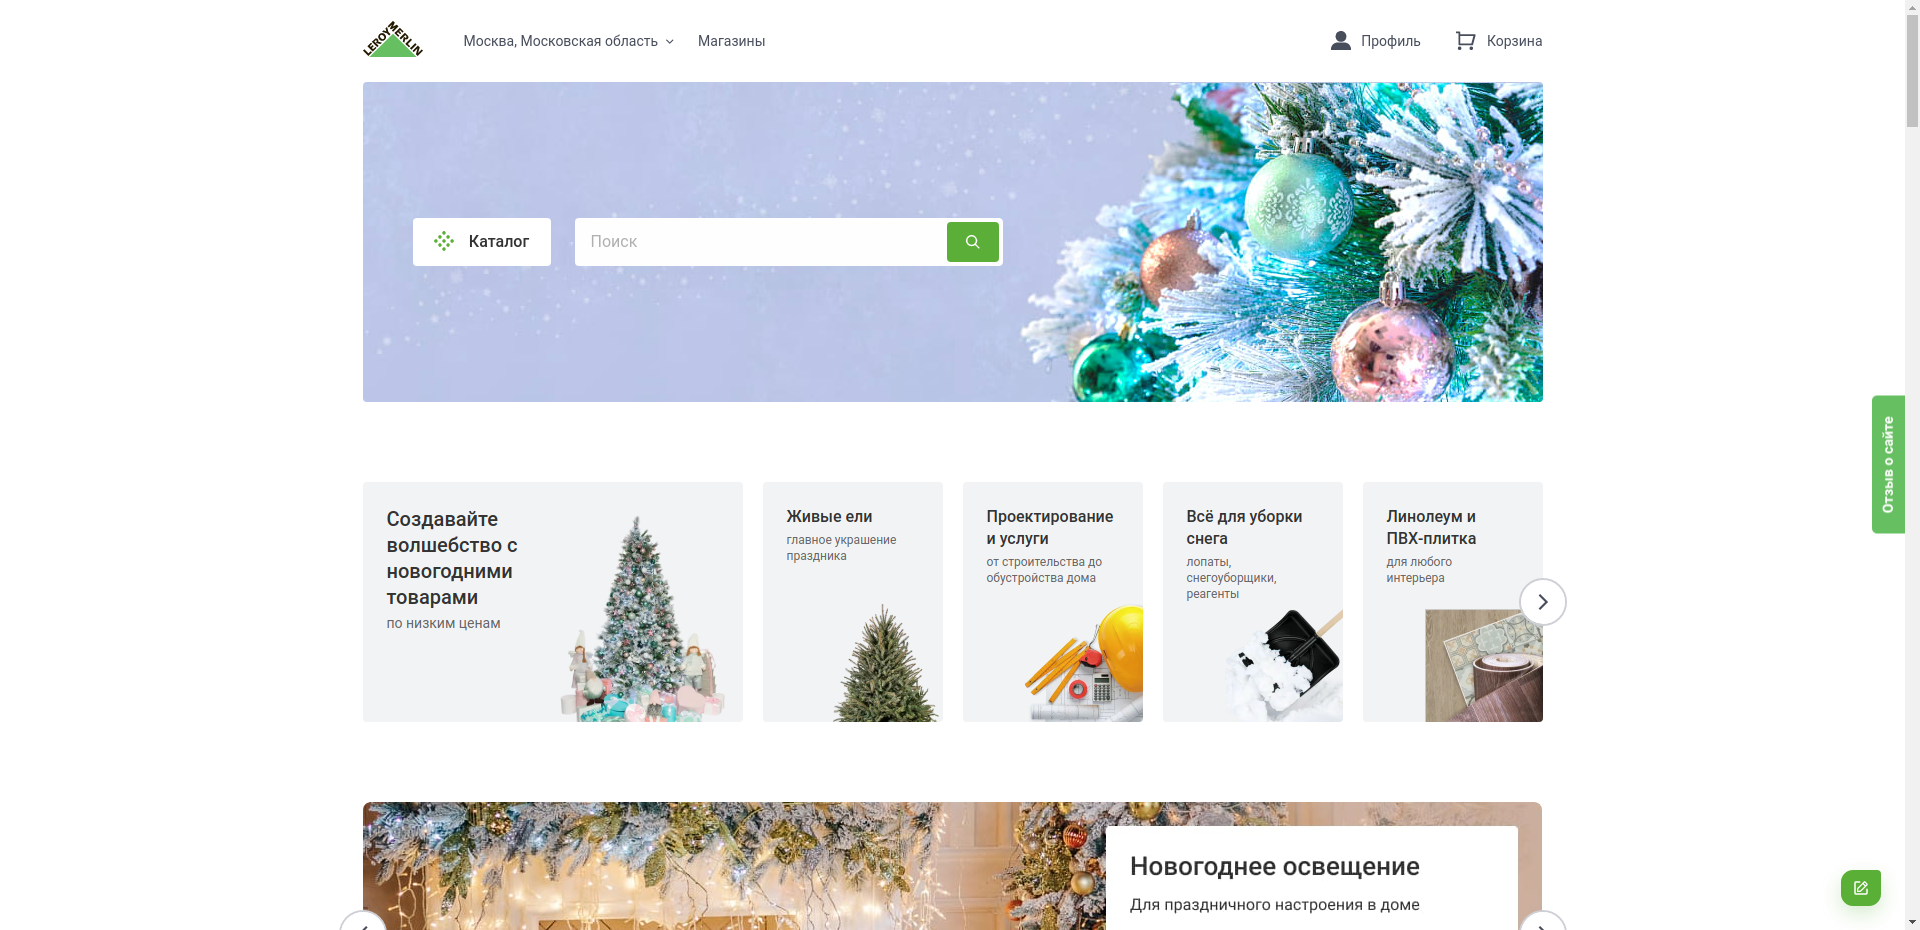 LEROY MERLIN
Москва, Московская область
Магазины
Профиль
Корзина
Каталог
Поиск
Отзыв о сайте
Создавайте
волшебство с
новогодними
товарами
по низким ценам
Живые ели
главное украшение
праздника
Проектирование
и услуги
от строительства до
обустройства дома
Всё для уборки
снега
лопаты,
снегоуборщики,
реагенты
Линолеум и
ПВХ-плитка
для любого
интерьера
Новогоднее освещение
Для праздничного настроения в доме